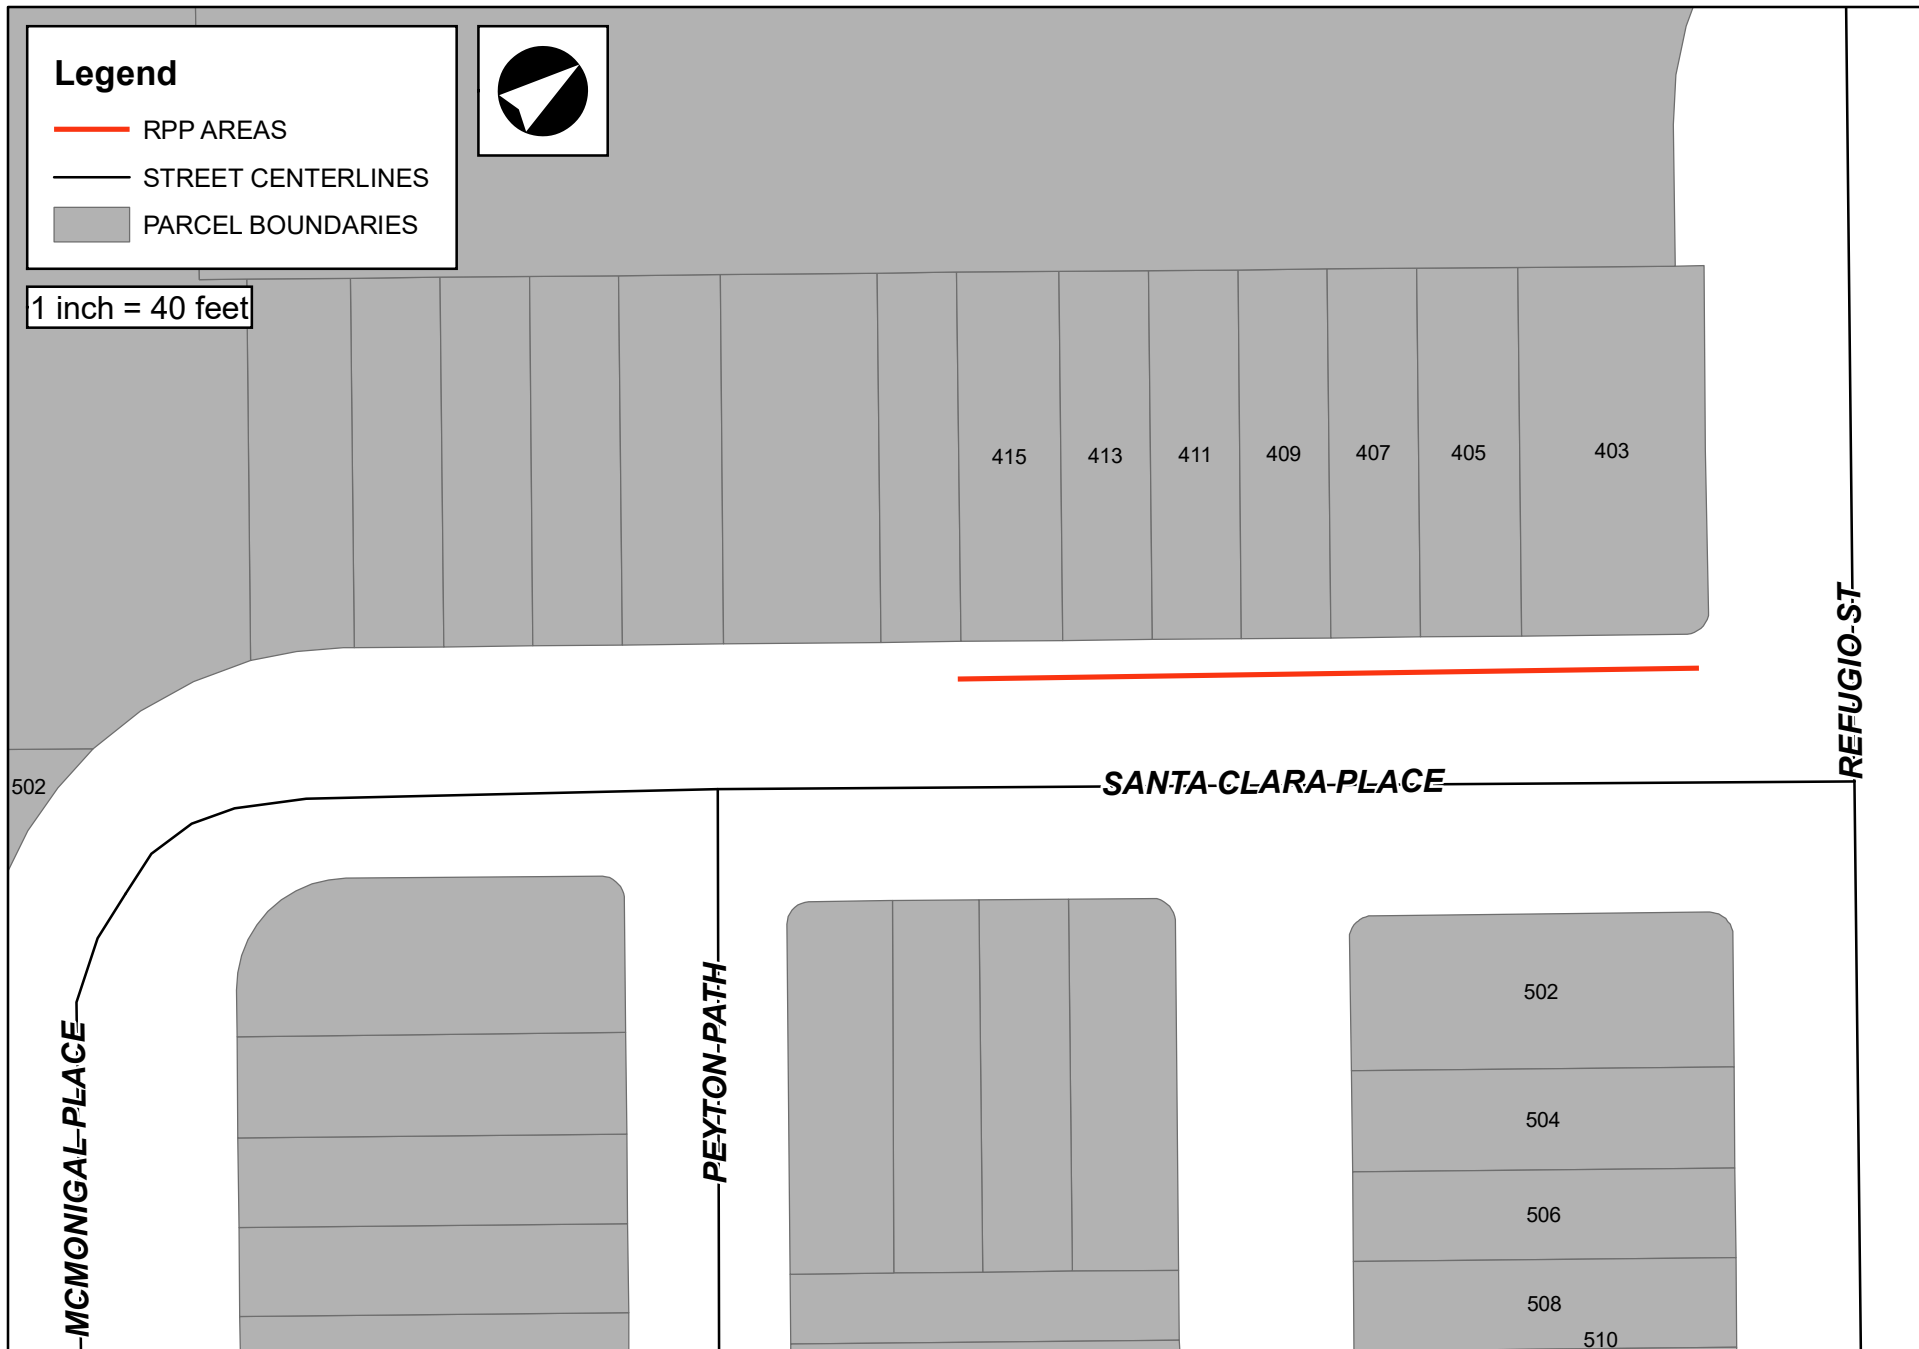 Legend
RPP AREAS
STREET CENTERLINES
PARCEL BOUNDARIES
1 inch = 40 feet
415
413
411
409
407
405
403
REFUGIO ST
502
SANTA CLARA PLACE
MCMONIGAL PLACE
PEYTON PATH
502
504
506
508
510